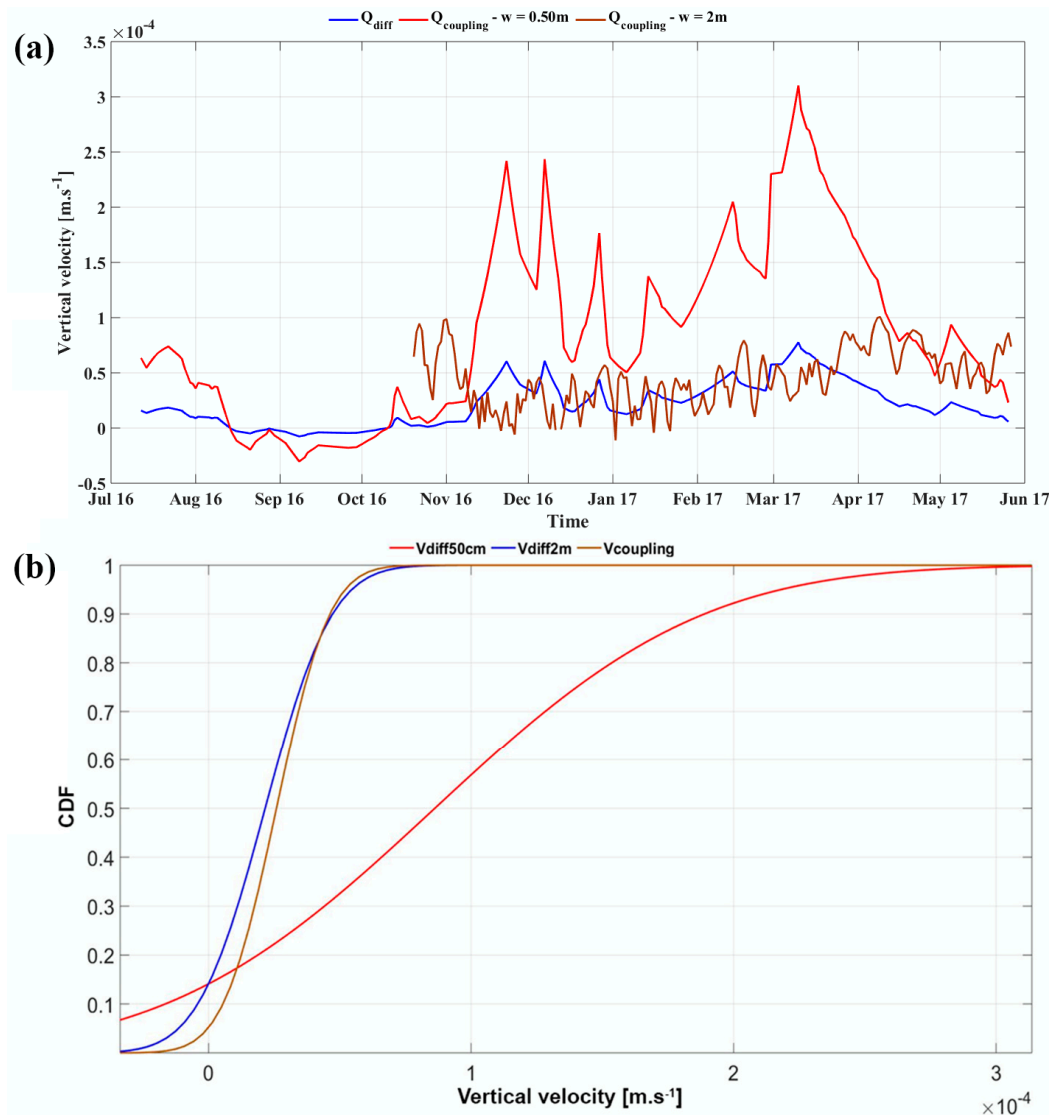 Q_diff Q_coupling - w = 0.50m Q_coupling - w = 2m
(a)
×10^-4
3.5
3
2.5
2
1.5
1
0.5
0
-0.5
Vertical velocity [m.s^-1]
Jul 16 Aug 16 Sep 16 Oct 16 Nov 16 Dec 16 Jan 17 Feb 17 Mar 17 Apr 17 May 17 Jun 17
Time
(b)
Vdiff50cm Vdiff2m Vcoupling
1
0.9
0.8
0.7
0.6
0.5
0.4
0.3
0.2
0.1
CDF
0 1 2 3
Vertical velocity [m.s^-1]
×10^-4